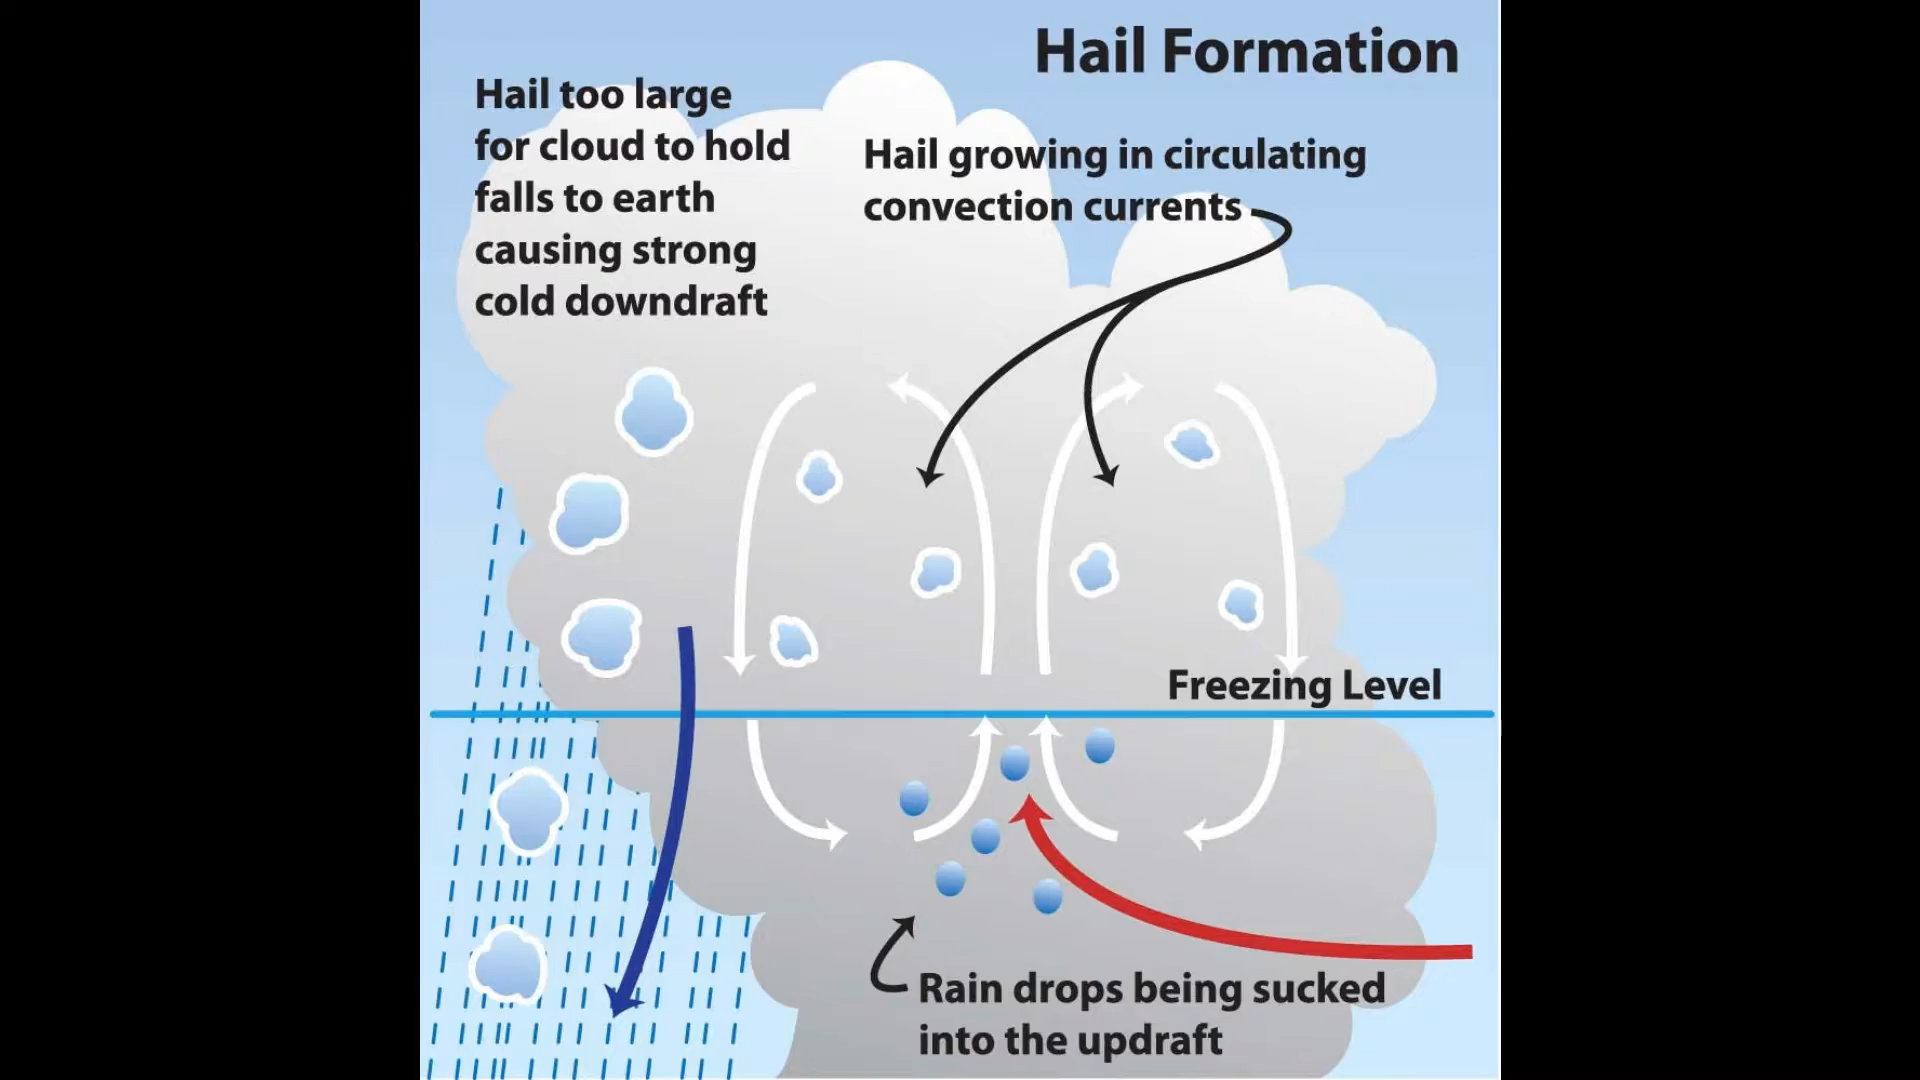 Hail Formation
Hail too large
for cloud to hold
falls to earth
causing strong
cold downdraft
Hail growing in circulating
convection currents
Freezing Level
Rain drops being sucked
into the updraft